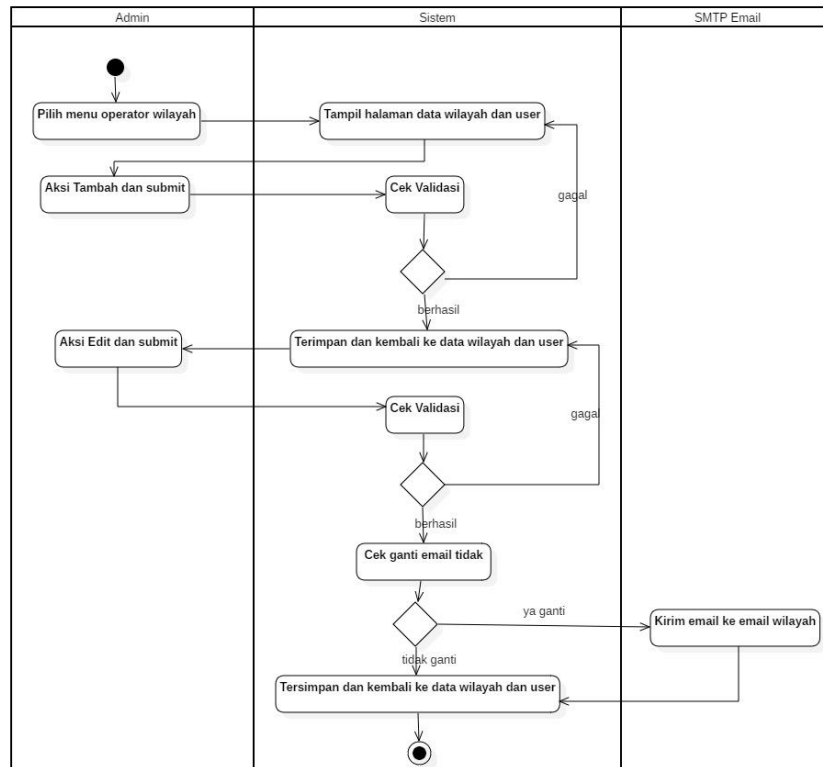 Admin
Sistem
SMTP Email
Pilih menu operator wilayah
Tampil halaman data wilayah dan user
Aksi Tambah dan submit
Cek Validasi
gagal
berhasil
Aksi Edit dan submit
Terimpan dan kembali ke data wilayah dan user
Cek Validasi
gagal
berhasil
Cek ganti email tidak
ya ganti
Kirim email ke email wilayah
tidak ganti
Tersimpan dan kembali ke data wilayah dan user